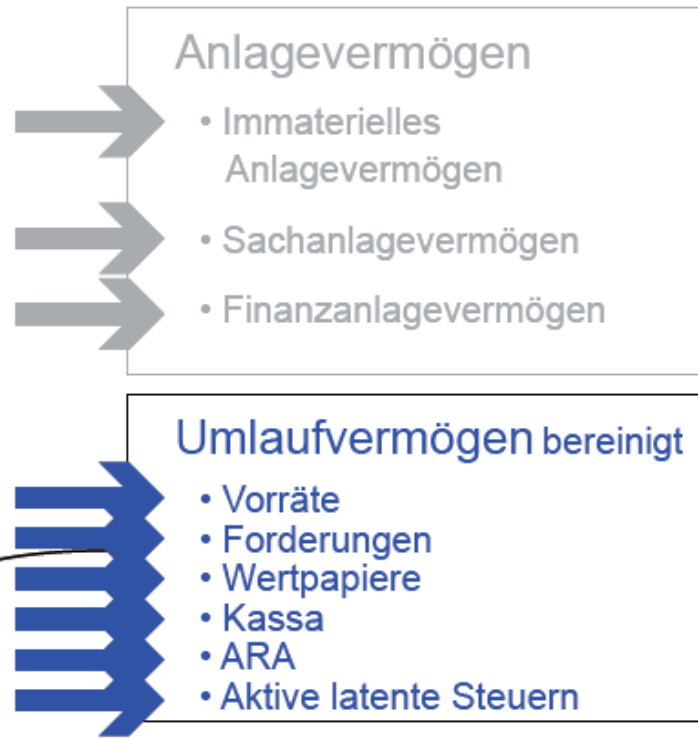 Anlagevermögen
• Immaterielles
Anlagevermögen
• Sachanlagevermögen
• Finanzanlagevermögen
Umlaufvermögen bereinigt
• Vorräte
• Forderungen
• Wertpapiere
• Kassa
• ARA
• Aktive latente Steuern